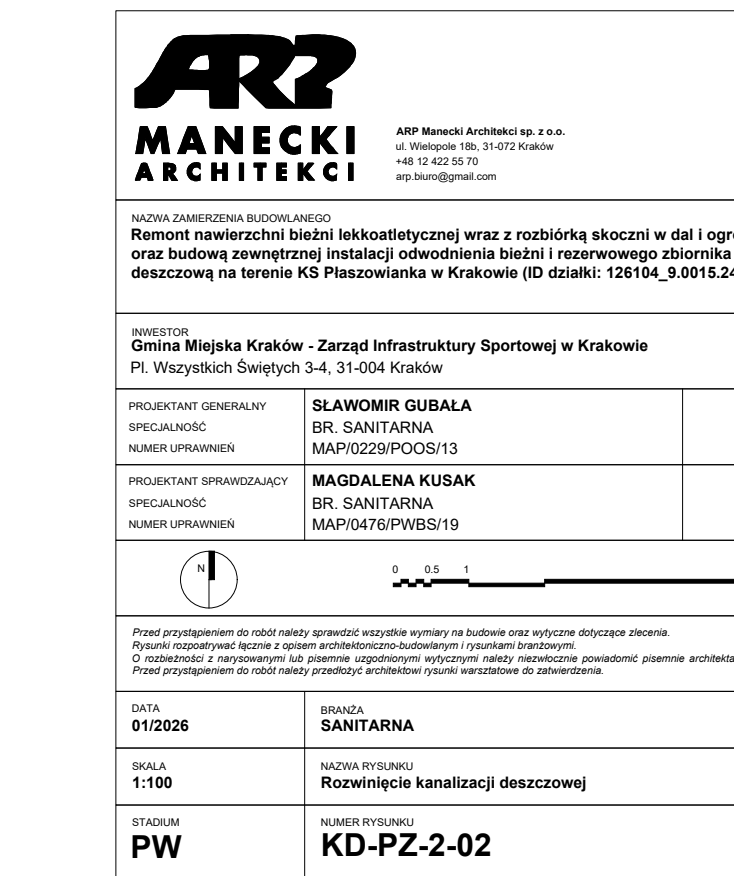 ARP
MANECKI
ARCHITEKCI
ARP Manecki Architekci sp. z o.o.
ul. Wielopole 18b, 31-072 Kraków
+48 12 422 55 70
arp.biuro@gmail.com
NAZWA ZAMIERZENIA BUDOWLANEGO
Remont nawierzchni bieżni lekkoatletycznej wraz z rozbiórką skoczni w dal i ogr
oraz budową zewnętrznej instalacji odwodnienia bieżni i rezerwowego zbiornika
deszczową na terenie KS Płaszowianka w Krakowie (ID działki: 126104_9.0015.24
INWESTOR
Gmina Miejska Kraków - Zarząd Infrastruktury Sportowej w Krakowie
Pl. Wszystkich Świętych 3-4, 31-004 Kraków
PROJEKTANT GENERALNY SŁAWOMIR GUBAŁA
SPECJALNOŚĆ BR. SANITARNA
NUMER UPRAWNIEŃ MAP/0229/POOS/13
PROJEKTANT SPRAWDZAJĄCY MAGDALENA KUSAK
SPECJALNOŚĆ BR. SANITARNA
NUMER UPRAWNIEŃ MAP/0476/PWBS/19
N 0 0.5 1
Przed przystąpieniem do robót należy sprawdzić wszystkie wymiary na budowie oraz wytyczne dotyczące zlecenia.
Rysunki rozpoatrywać łącznie z opisem architektoniczno-budowlanym i rysunkami branżowymi.
O rozbieżności z narysowanymi lub pisemnie uzgodnionymi wytycznymi należy niezwłocznie powiadomić pisemnie architekta
Przed przystąpieniem do robót należy przedłożyć architektowi rysunki warsztatowe do zatwierdzenia.
DATA BRANŻA
01/2026 SANITARNA
SKALA NAZWA RYSUNKU
1:100 Rozwinięcie kanalizacji deszczowej
STADIUM NUMER RYSUNKU
PW KD-PZ-2-02